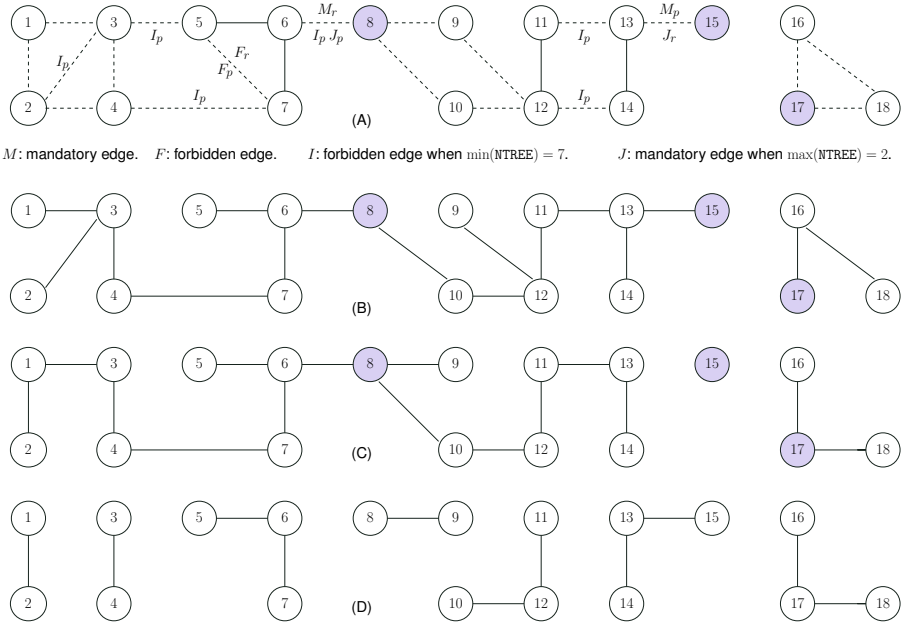 1 3 5 6 8 9 11 13 15 16
M_r M_p
I_p I_p J_p I_p J_r
F_r
I_p F_p
I_p I_p
2 4 7 10 12 14 17 18
(A)
M: mandatory edge. F: forbidden edge. I: forbidden edge when min(NTREE) = 7. J: mandatory edge when max(NTREE) = 2.
1 3 5 6 8 9 11 13 15 16
2 4 7 10 12 14 17 18
(B)
1 3 5 6 8 9 11 13 15 16
2 4 7 10 12 14 17 18
(C)
1 3 5 6 8 9 11 13 15 16
2 4 7 10 12 14 17 18
(D)